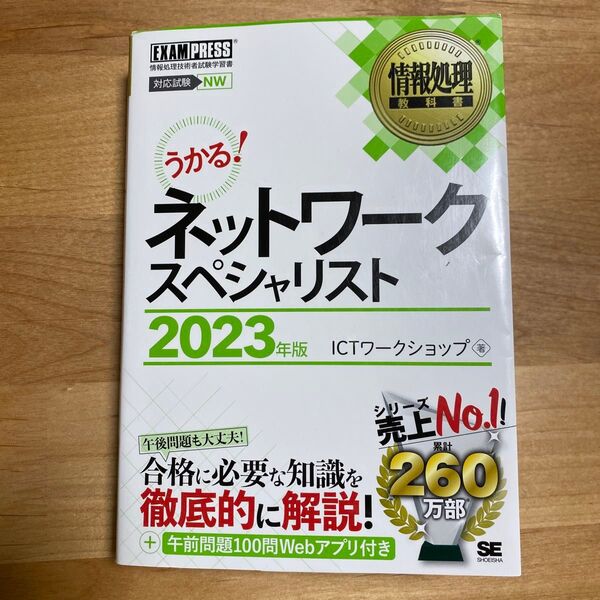 EXAMPRESS®
情報処理技術者試験学習書
対応試験 NW
情報処理
教科書
うかる!
ネットワーク
スペシャリスト
2023年版 ICTワークショップ 著
シリーズ
売上No.1!
累計
260
万部
午後問題も大丈夫!
合格に必要な知識を
徹底的に解説!
+ 午前問題100問Webアプリ付き
SE
SHOEISHA